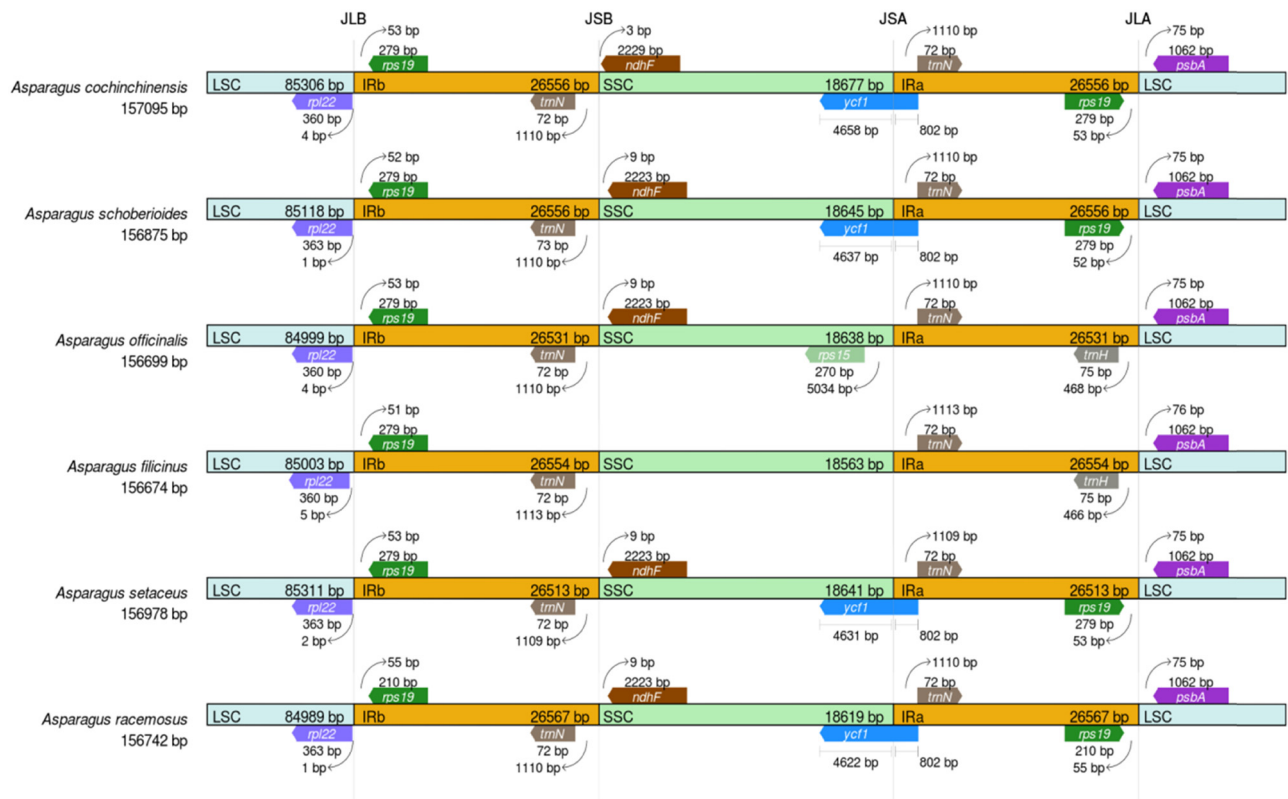 JLB JSB JSA JLA
53 bp 3 bp 1110 bp 75 bp
279 bp 2229 bp 72 bp 1062 bp
rps19 ndhF trnN psbA
Asparagus cochinchinensis LSC 85306 bp IRb 26556 bp SSC 18677 bp IRa 26556 bp LSC
157095 bp rpl22 trnN ycf1 rps19
360 bp 72 bp 4658 bp 802 bp 279 bp
4 bp 1110 bp 53 bp
52 bp 9 bp 1110 bp 75 bp
279 bp 2223 bp 72 bp 1062 bp
rps19 ndhF trnN psbA
Asparagus schoberioides LSC 85118 bp IRb 26556 bp SSC 18645 bp IRa 26556 bp LSC
156875 bp rpl22 trnN ycf1 rps19
363 bp 73 bp 4637 bp 802 bp 279 bp
1 bp 1110 bp 52 bp
53 bp 9 bp 1110 bp 75 bp
279 bp 2223 bp 72 bp 1062 bp
rps19 ndhF trnN psbA
Asparagus officinalis LSC 84999 bp IRb 26531 bp SSC 18638 bp IRa 26531 bp LSC
156699 bp rpl22 trnN rps15 trnH
360 bp 72 bp 270 bp 75 bp
4 bp 1110 bp 5034 bp 468 bp
51 bp 1113 bp 76 bp
279 bp 72 bp 1062 bp
rps19 trnN psbA
Asparagus filicinus LSC 85003 bp IRb 26554 bp SSC 18563 bp IRa 26554 bp LSC
156674 bp rpl22 trnN trnH
360 bp 72 bp 75 bp
5 bp 1113 bp 466 bp
53 bp 9 bp 1109 bp 75 bp
279 bp 2223 bp 72 bp 1062 bp
rps19 ndhF trnN psbA
Asparagus setaceus LSC 85311 bp IRb 26513 bp SSC 18641 bp IRa 26513 bp LSC
156978 bp rpl22 trnN ycf1 rps19
363 bp 72 bp 4631 bp 802 bp 279 bp
2 bp 1109 bp 53 bp
55 bp 9 bp 1110 bp 75 bp
210 bp 2223 bp 72 bp 1062 bp
rps19 ndhF trnN psbA
Asparagus racemosus LSC 84989 bp IRb 26567 bp SSC 18619 bp IRa 26567 bp LSC
156742 bp rpl22 trnN ycf1 rps19
363 bp 72 bp 4622 bp 802 bp 210 bp
1 bp 1110 bp 55 bp